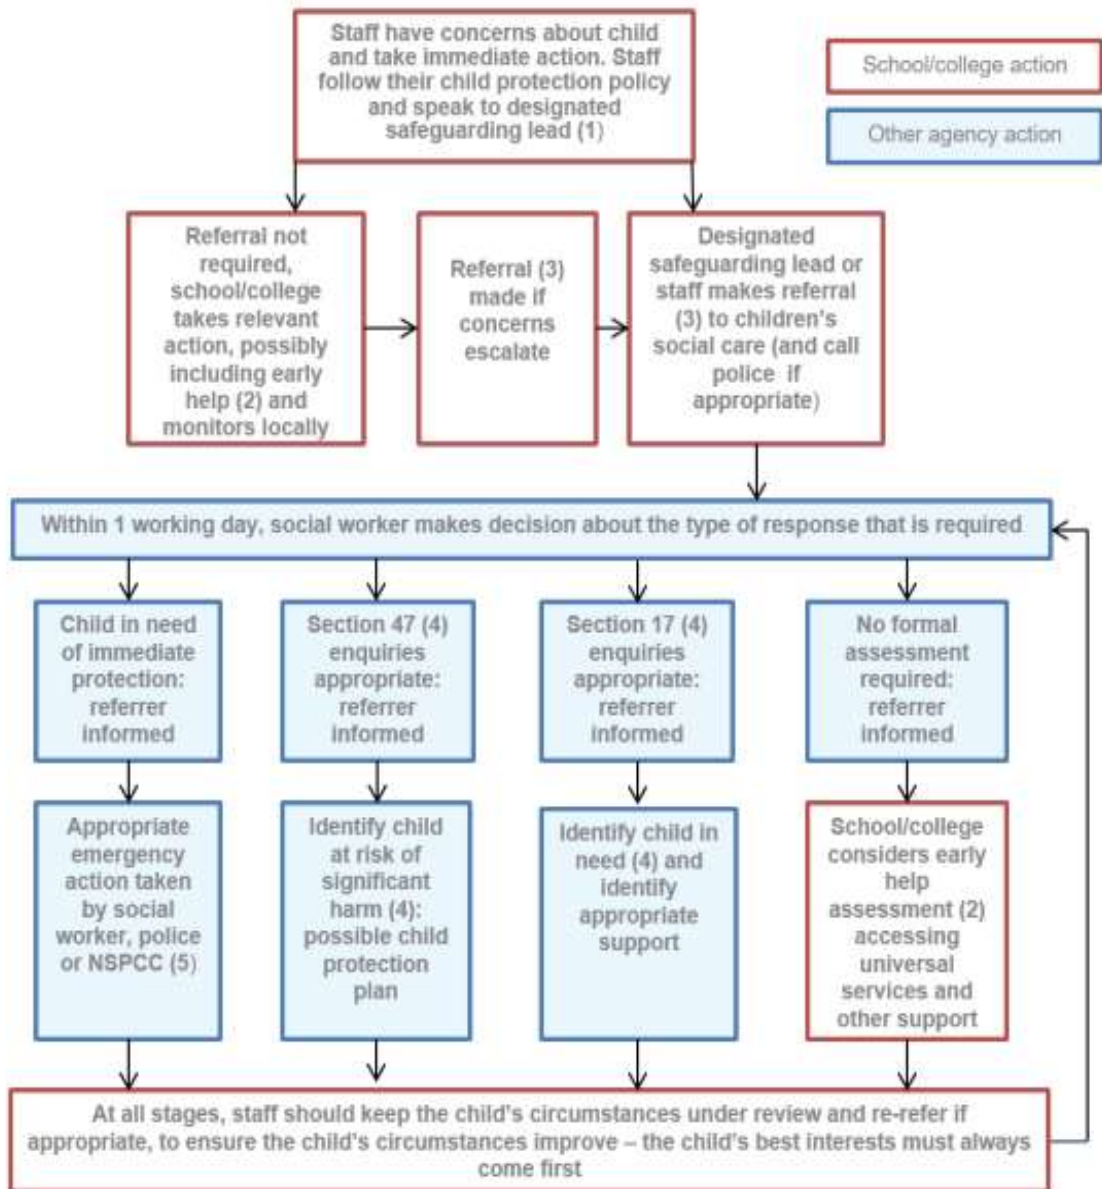 Staff have concerns about child
and take immediate action. Staff
follow their child protection policy
and speak to designated
safeguarding lead (1)
School/college action
Other agency action
Referral not
required,
school/college
takes relevant
action, possibly
including early
help (2) and
monitors locally
Referral (3)
made if
concerns
escalate
Designated
safeguarding lead or
staff makes referral
(3) to children's
social care (and call
police if
appropriate)
Within 1 working day, social worker makes decision about the type of response that is required
Child in need
of immediate
protection:
referrer
informed
Section 47 (4)
enquiries
appropriate:
referrer
informed
Section 17 (4)
enquiries
appropriate:
referrer
informed
No formal
assessment
required:
referrer
informed
Appropriate
emergency
action taken
by social
worker, police
or NSPCC (5)
Identify child
at risk of
significant
harm (4):
possible child
protection
plan
Identify child in
need (4) and
identify
appropriate
support
School/college
considers early
help
assessment (2)
accessing
universal
services and
other support
At all stages, staff should keep the child's circumstances under review and re-refer if
appropriate, to ensure the child's circumstances improve – the child's best interests must always
come first